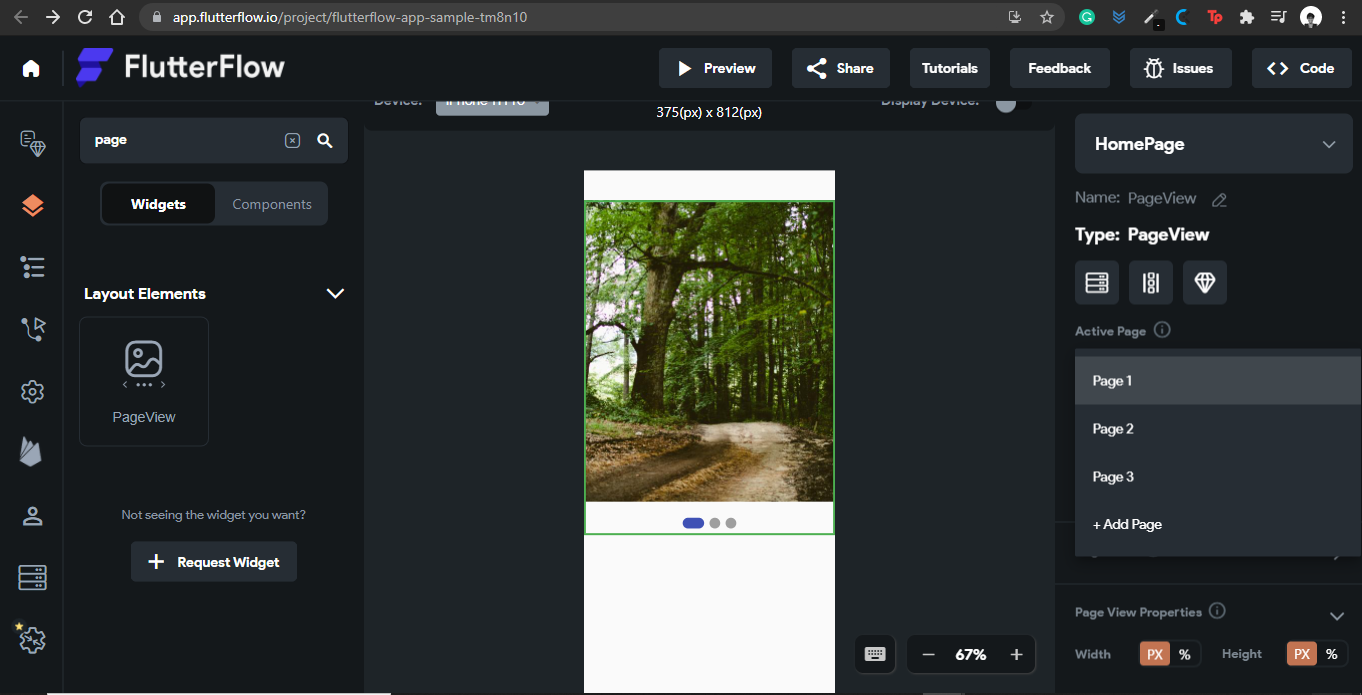 app.flutterflow.io/project/flutterflow-app-sample-tm8n10
FlutterFlow
Preview
Share
Tutorials
Feedback
Issues
Code
page
Widgets
Components
Layout Elements
PageView
Not seeing the widget you want?
Request Widget
Device:
iPhone 11 Pro
375(px) x 812(px)
Display Device:
67%
HomePage
Name: PageView
Type: PageView
Active Page
Page 1
Page 2
Page 3
+ Add Page
Page View Properties
Width
PX
%
Height
PX
%